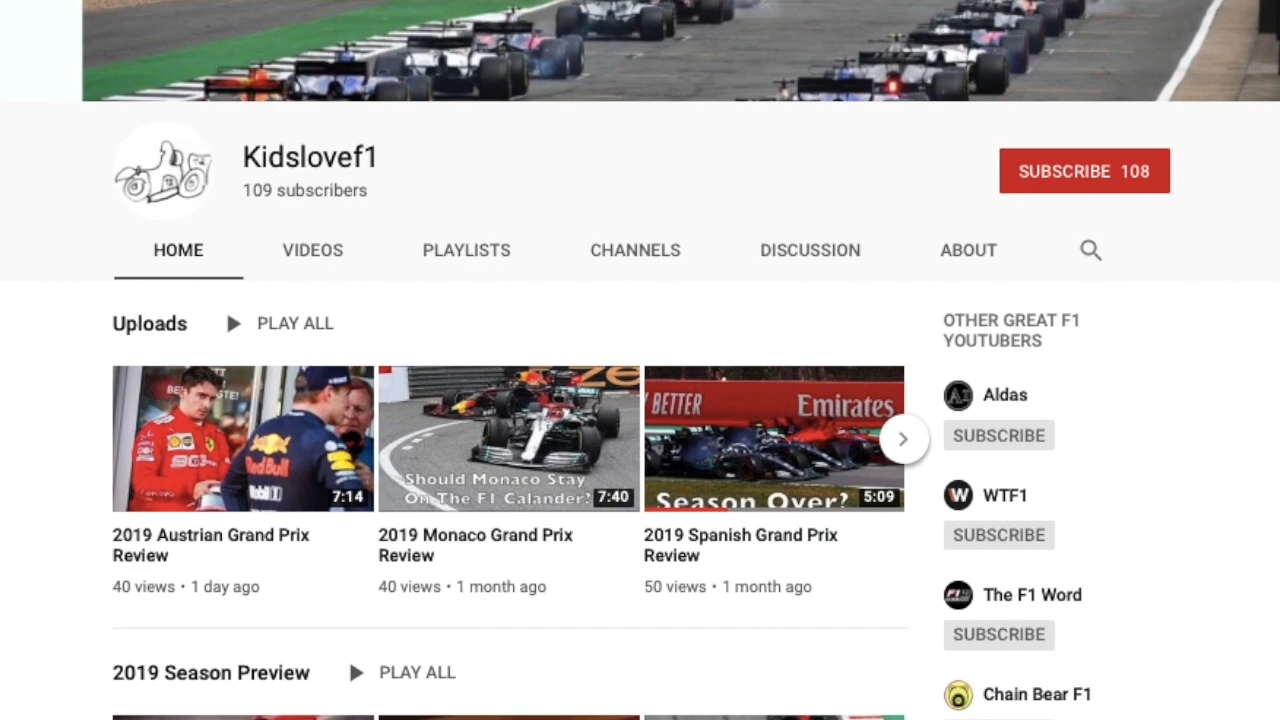 Kidslovef1
109 subscribers
SUBSCRIBE 108
HOME
VIDEOS
PLAYLISTS
CHANNELS
DISCUSSION
ABOUT
Uploads
PLAY ALL
Red Bull
Mobil 1
7:14
2019 Austrian Grand Prix
Review
40 views • 1 day ago
Should Monaco Stay
On The F1 Calander?
7:40
2019 Monaco Grand Prix
Review
40 views • 1 month ago
BETTER
Emirates
Season Over?
5:09
2019 Spanish Grand Prix
Review
50 views • 1 month ago
2019 Season Preview
PLAY ALL
OTHER GREAT F1
YOUTUBERS
Aldas
SUBSCRIBE
WTF1
SUBSCRIBE
The F1 Word
SUBSCRIBE
Chain Bear F1